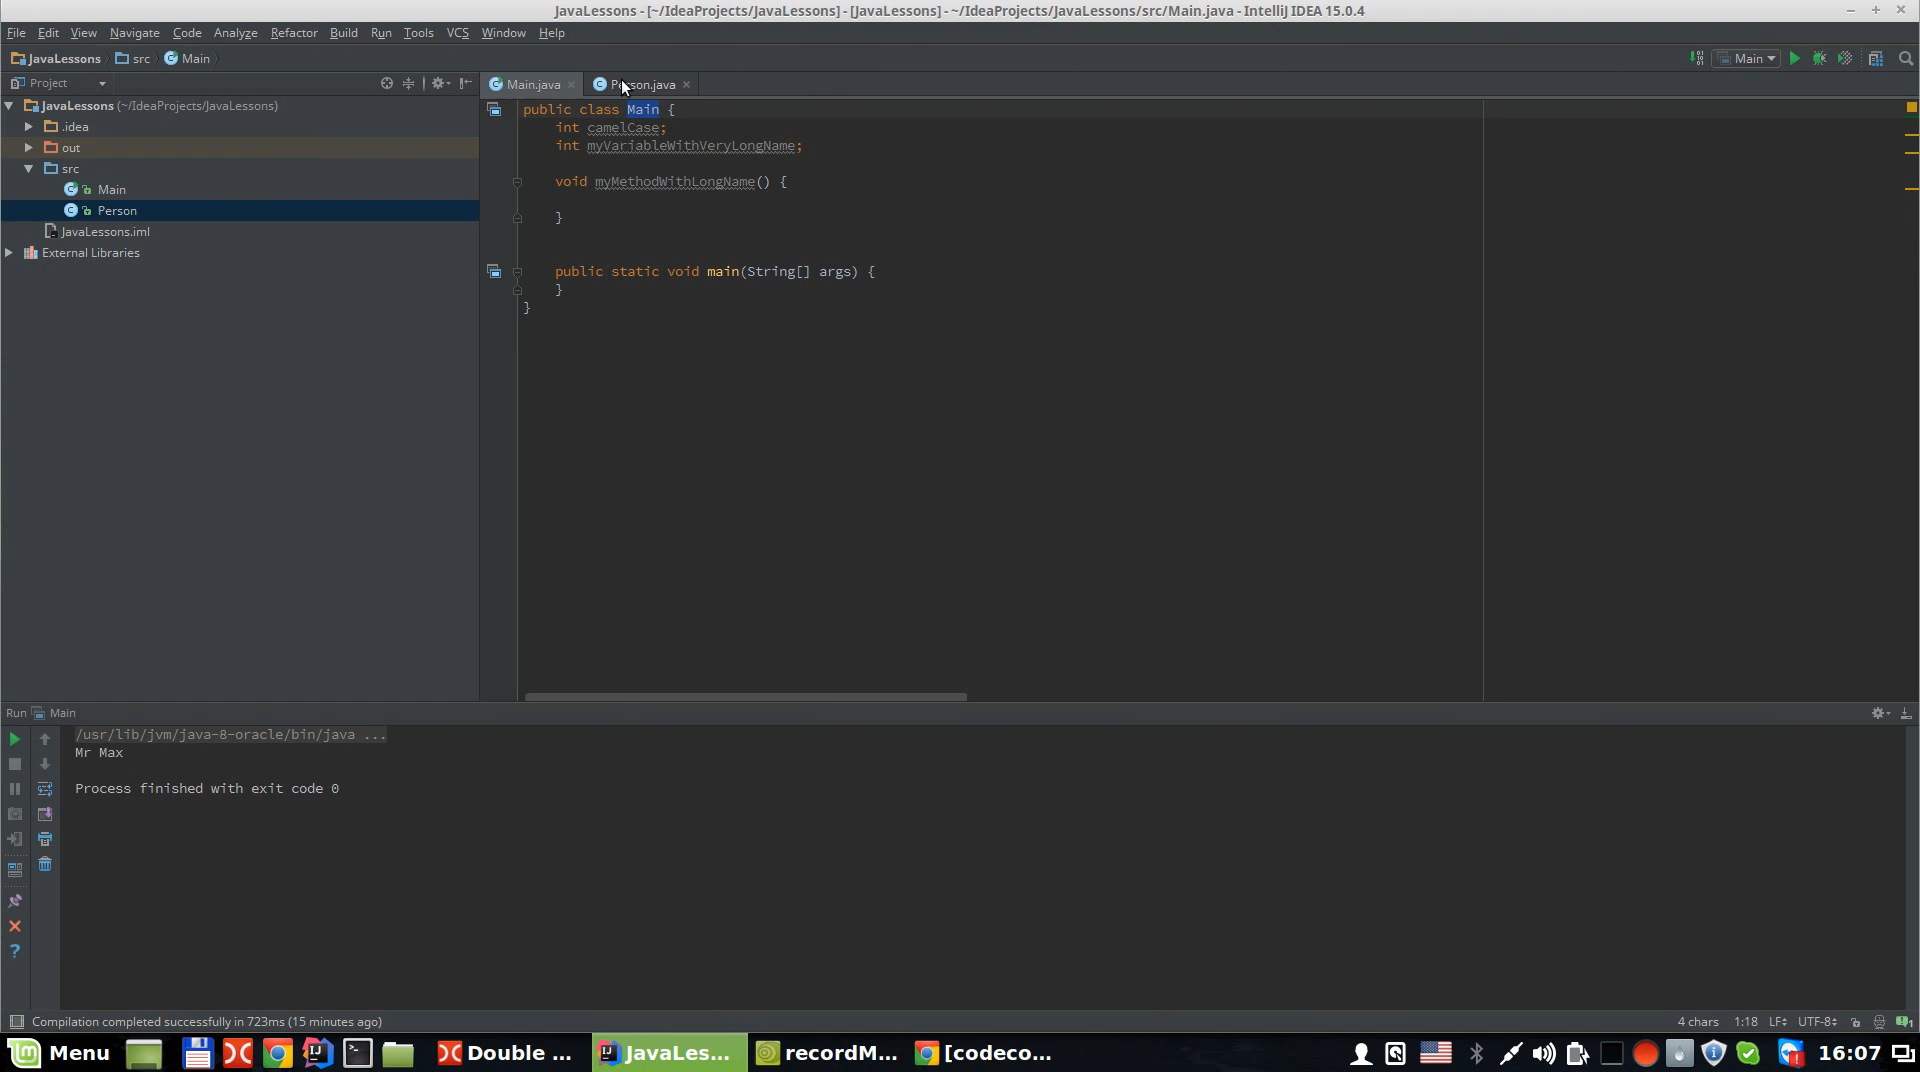 JavaLessons - [~/IdeaProjects/JavaLessons] - [JavaLessons] - ~/IdeaProjects/JavaLessons/src/Main.java - IntelliJ IDEA 15.0.4
File Edit View Navigate Code Analyze Refactor Build Run Tools VCS Window Help
JavaLessons src Main
Main
Project
Main.java
Person.java
JavaLessons (~/IdeaProjects/JavaLessons)
.idea
out
src
Main
Person
JavaLessons.iml
External Libraries
public class Main {
int camelCase;
int myVariableWithVeryLongName;
void myMethodWithLongName() {
}
public static void main(String[] args) {
}
}
Run Main
/usr/lib/jvm/java-8-oracle/bin/java ...
Mr Max
Process finished with exit code 0
Compilation completed successfully in 723ms (15 minutes ago)
4 chars 1:18 LF UTF-8
Menu
Double ...
JavaLes...
recordM...
[codeco...
16:07